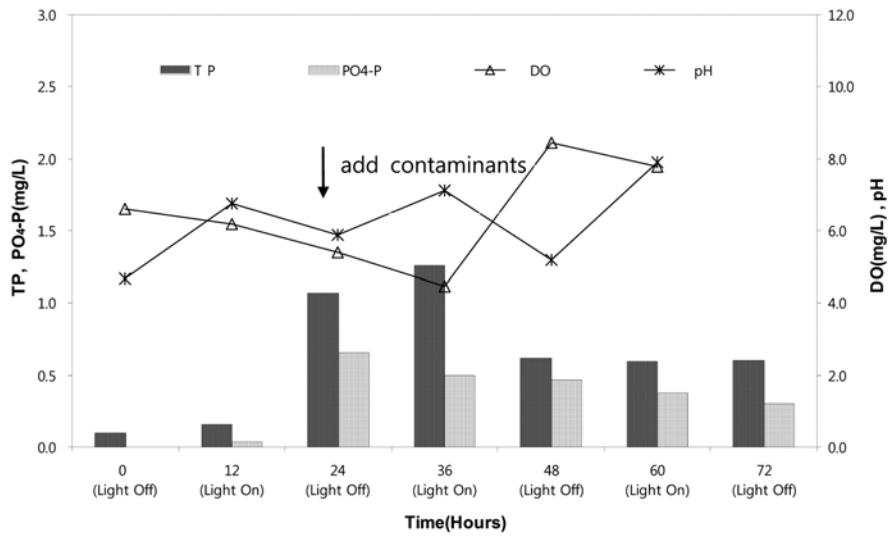 3.0
2.5
2.0
1.5
1.0
0.5
0.0
TP, PO₄-P(mg/L)
T P
PO4-P
DO
pH
add contaminants
12.0
10.0
8.0
6.0
4.0
2.0
0.0
DO(mg/L) , pH
0 12 24 36 48 60 72
(Light Off) (Light On) (Light Off) (Light On) (Light Off) (Light On) (Light Off)
Time(Hours)